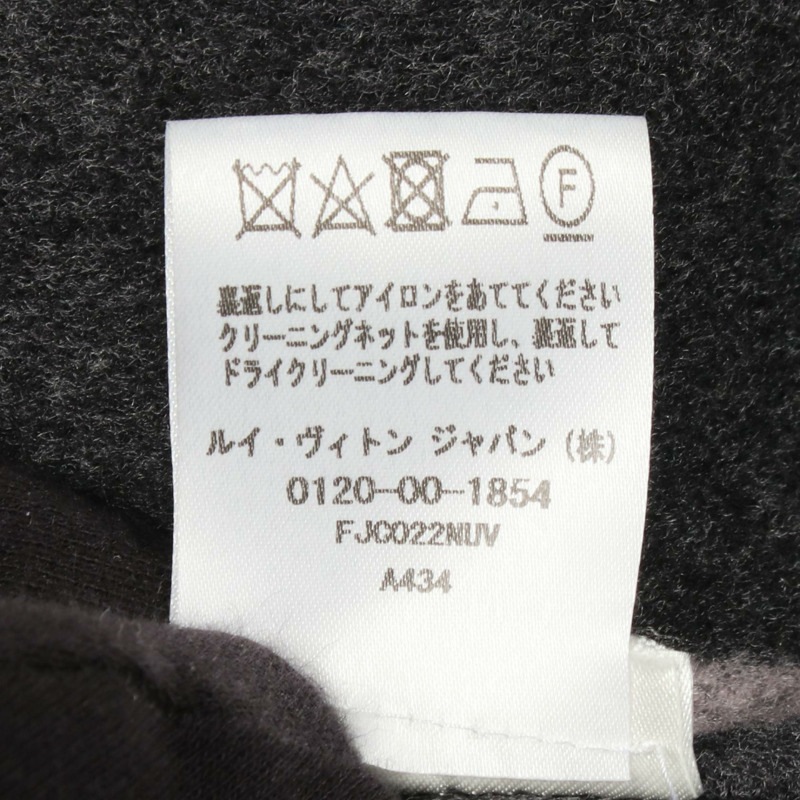 F
裏返しにしてアイロンをあててください
クリーニングネットを使用し、裏返して
ドライクリーニングしてください
ルイ・ヴィトン ジャパン (株)
0120-00-1854
FJC022NUV
A434